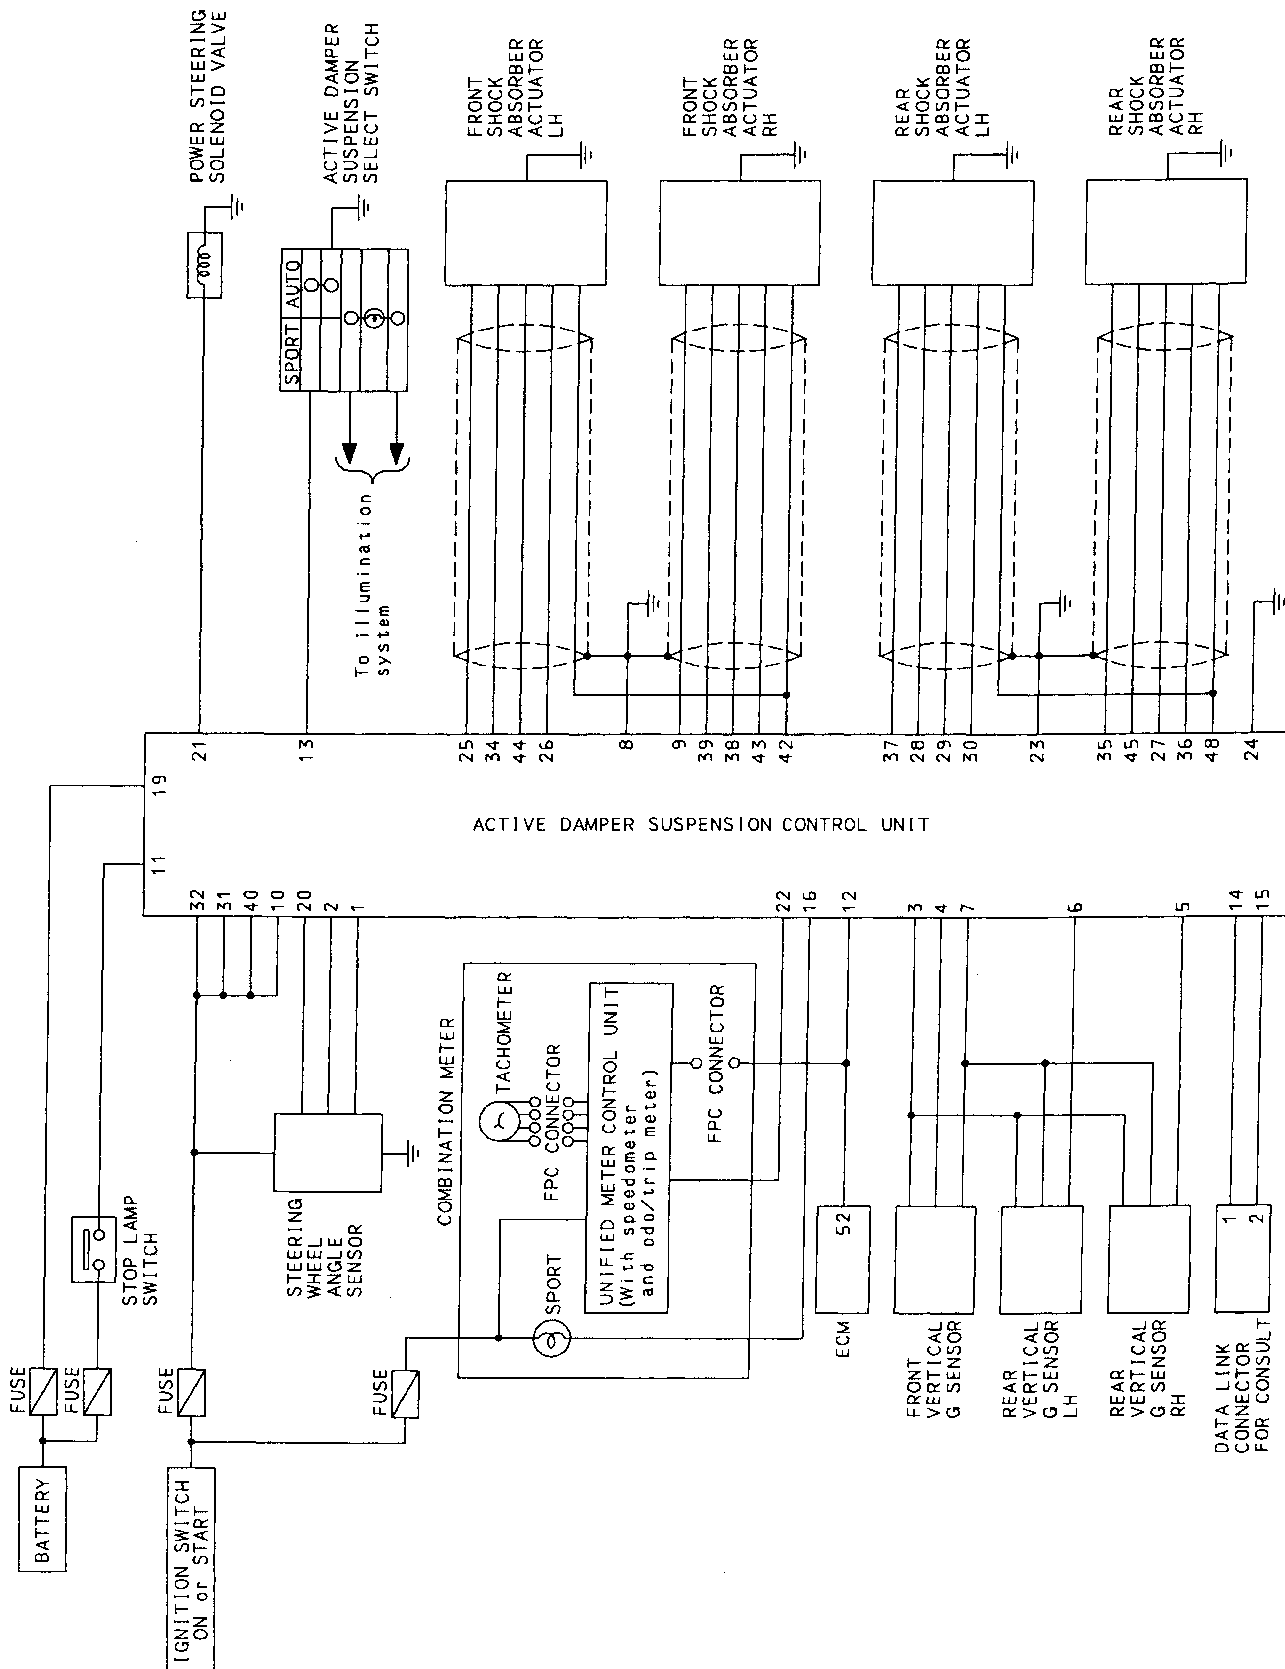 BATTERY
FUSE
FUSE
STOP LAMP
SWITCH
19
11
IGNITION SWITCH
ON or START
FUSE
FUSE
POWER STEERING
SOLENOID VALVE
21
ACTIVE DAMPER
SUSPENSION
SELECT SWITCH
SPORT
AUTO
13
To illumination
system
FRONT
SHOCK
ABSORBER
ACTUATOR
LH
25
34
44
26
8
FRONT
SHOCK
ABSORBER
ACTUATOR
RH
9
39
38
43
42
REAR
SHOCK
ABSORBER
ACTUATOR
LH
37
28
29
30
23
REAR
SHOCK
ABSORBER
ACTUATOR
RH
35
45
27
36
48
24
ACTIVE DAMPER SUSPENSION CONTROL UNIT
32
31
40
10
20
2
1
22
16
12
3
4
7
6
5
14
15
STEERING
WHEEL
ANGLE
SENSOR
COMBINATION METER
TACHOMETER
FPC CONNECTOR
UNIFIED METER CONTROL UNIT
(With speedometer
and odo/trip meter)
FPC CONNECTOR
SPORT
52
ECM
FRONT
VERTICAL
G SENSOR
REAR
VERTICAL
G SENSOR
LH
REAR
VERTICAL
G SENSOR
RH
1
2
DATA LINK
CONNECTOR
FOR CONSULT